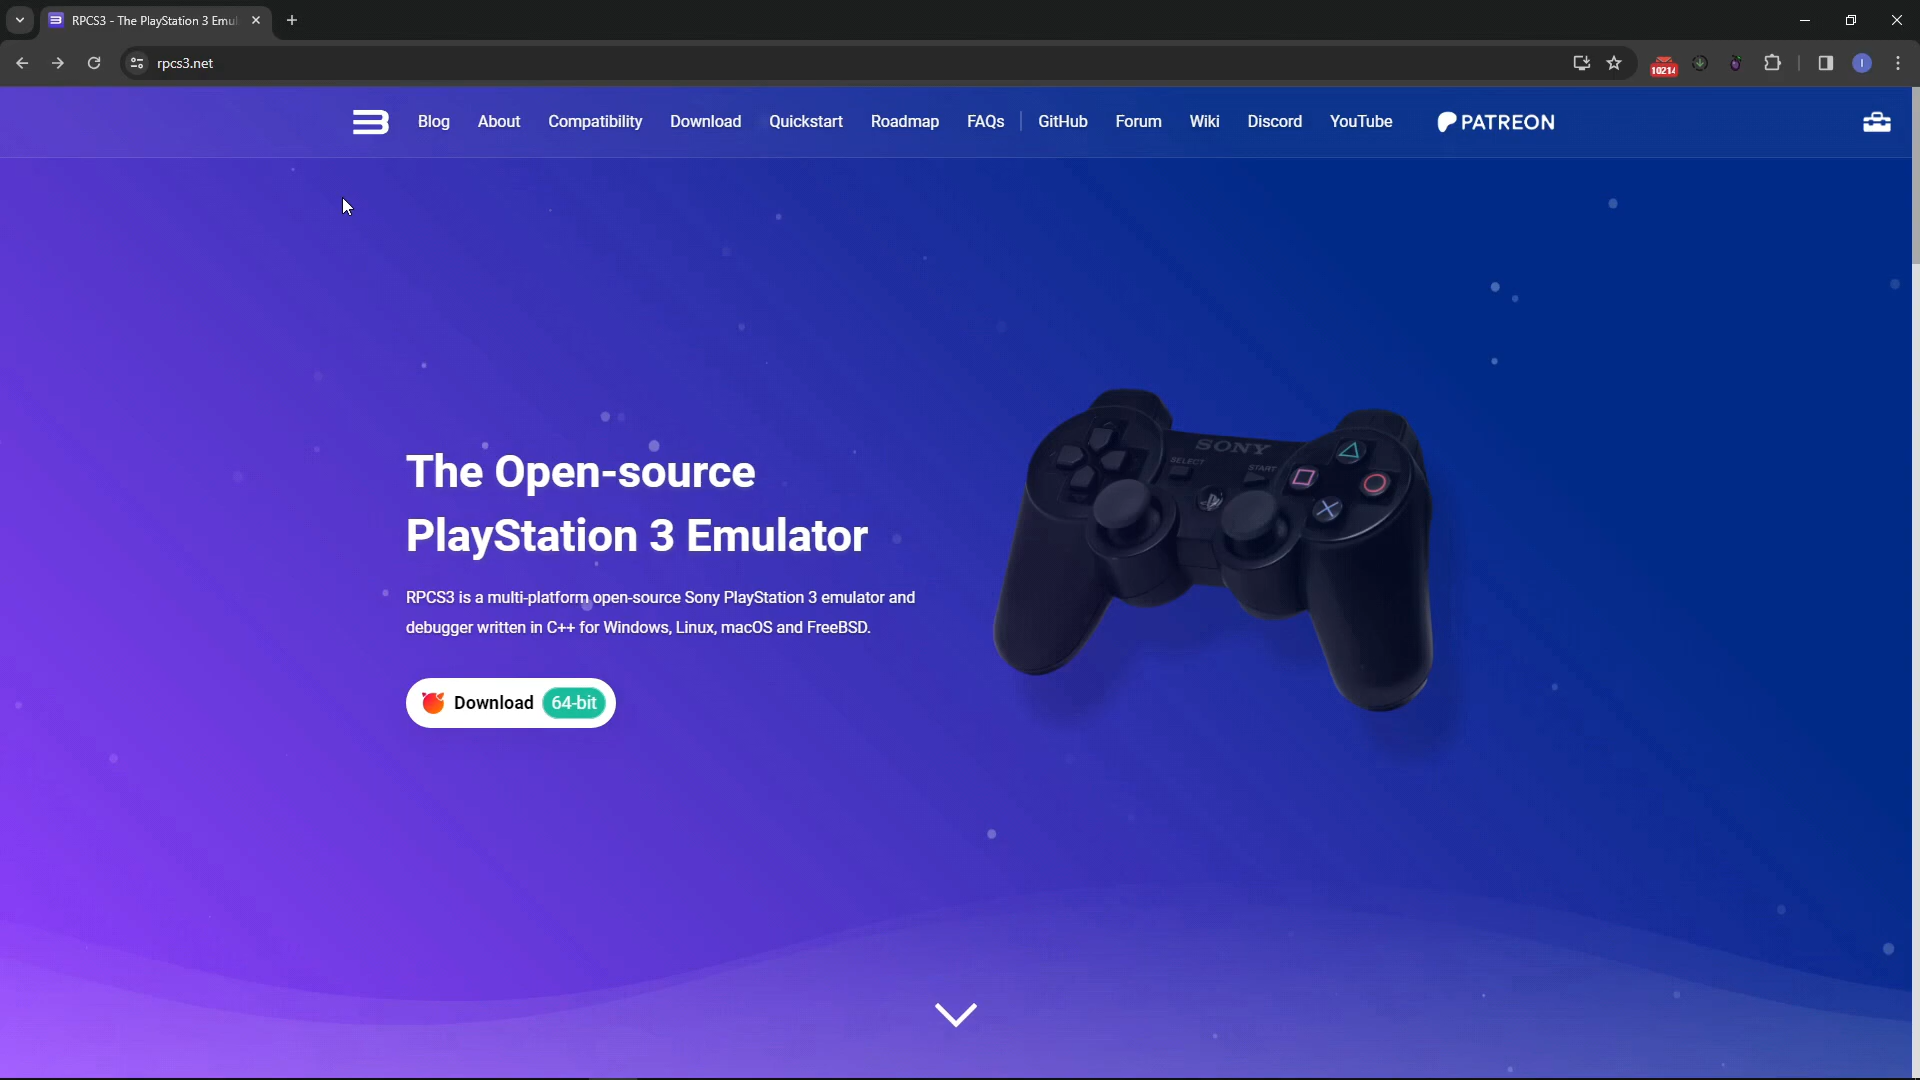 RPCS3 - The PlayStation 3 Emul
rpcs3.net
10214
I
Blog About Compatibility Download Quickstart Roadmap FAQs GitHub Forum Wiki Discord YouTube PATREON
The Open-source
PlayStation 3 Emulator
RPCS3 is a multi-platform open-source Sony PlayStation 3 emulator and
debugger written in C++ for Windows, Linux, macOS and FreeBSD.
Download 64-bit
SONY
SELECT
START